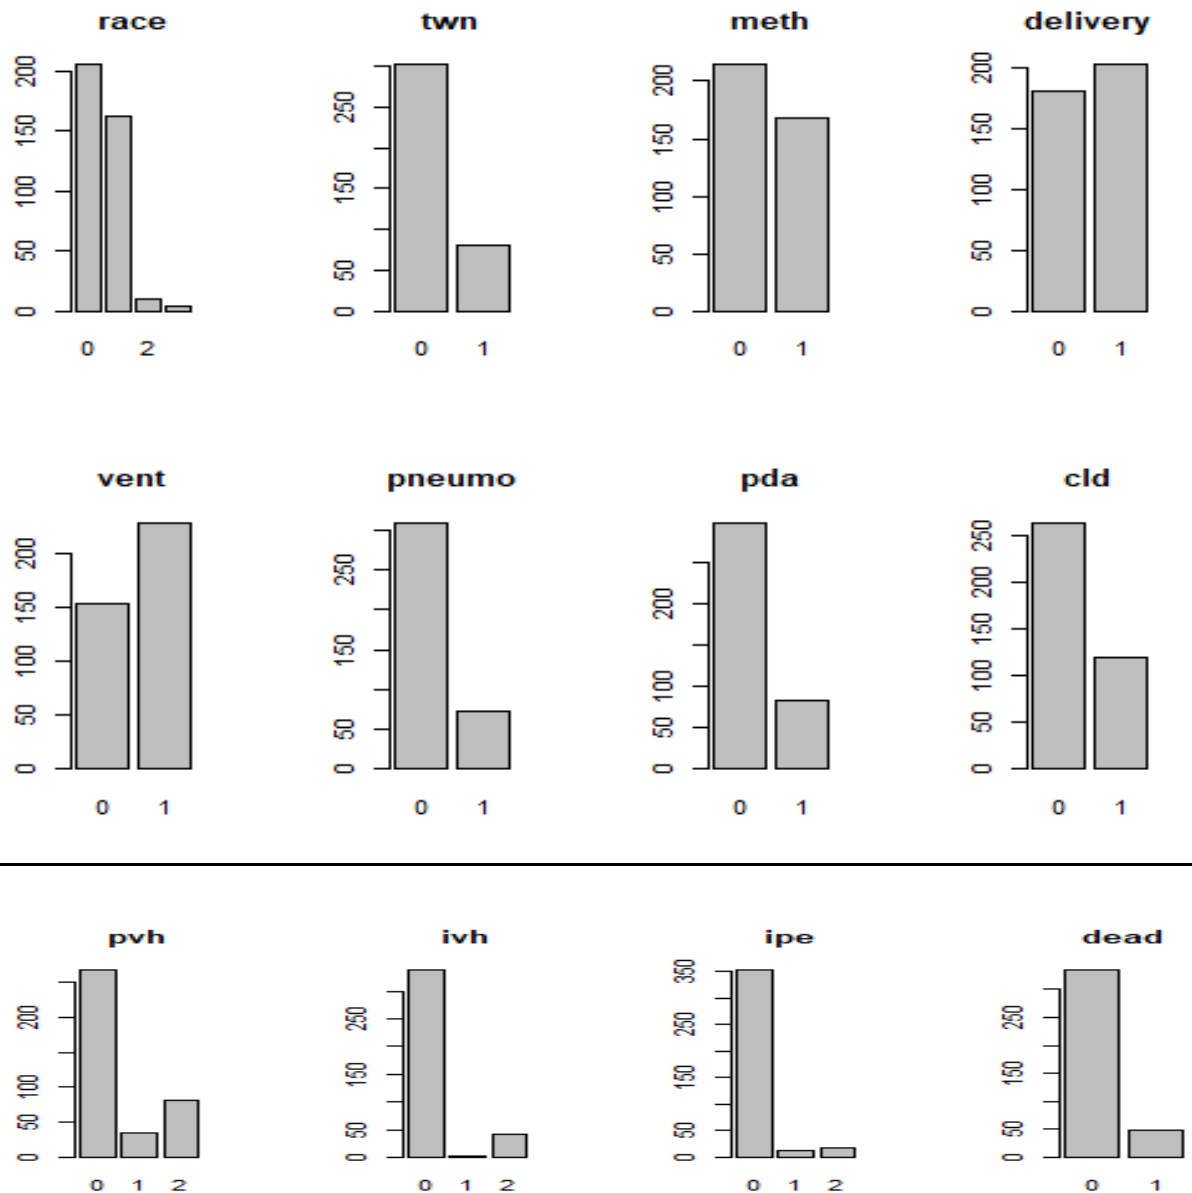 race twn meth delivery
200 250 200 200
150 150 150 150
100 50 100 100
50 0 50 50
0 0 0
0 2 0 1 0 1 0 1
vent pneumo pda cld
200 250 200 250
150 150 100 200
100 50 50 150
50 0 0 100
0 50
0
0 1 0 1 0 1 0 1
pvh ivh ipe dead
200 250 350 250
100 150 250 150
50 50 150 50
0 0 50 0
0
0 1 2 0 1 2 0 1 2 0 1